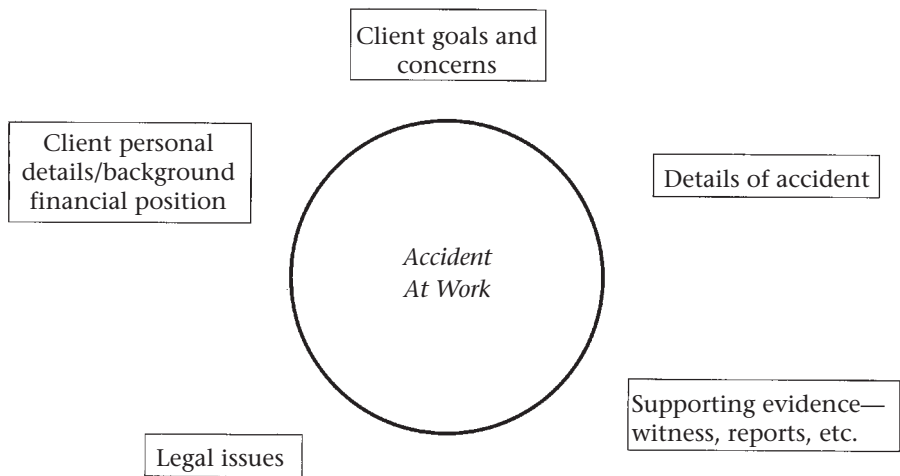 Client goals and
concerns
Client personal
details/background
financial position
Details of accident
Accident
At Work
Supporting evidence—
witness, reports, etc.
Legal issues